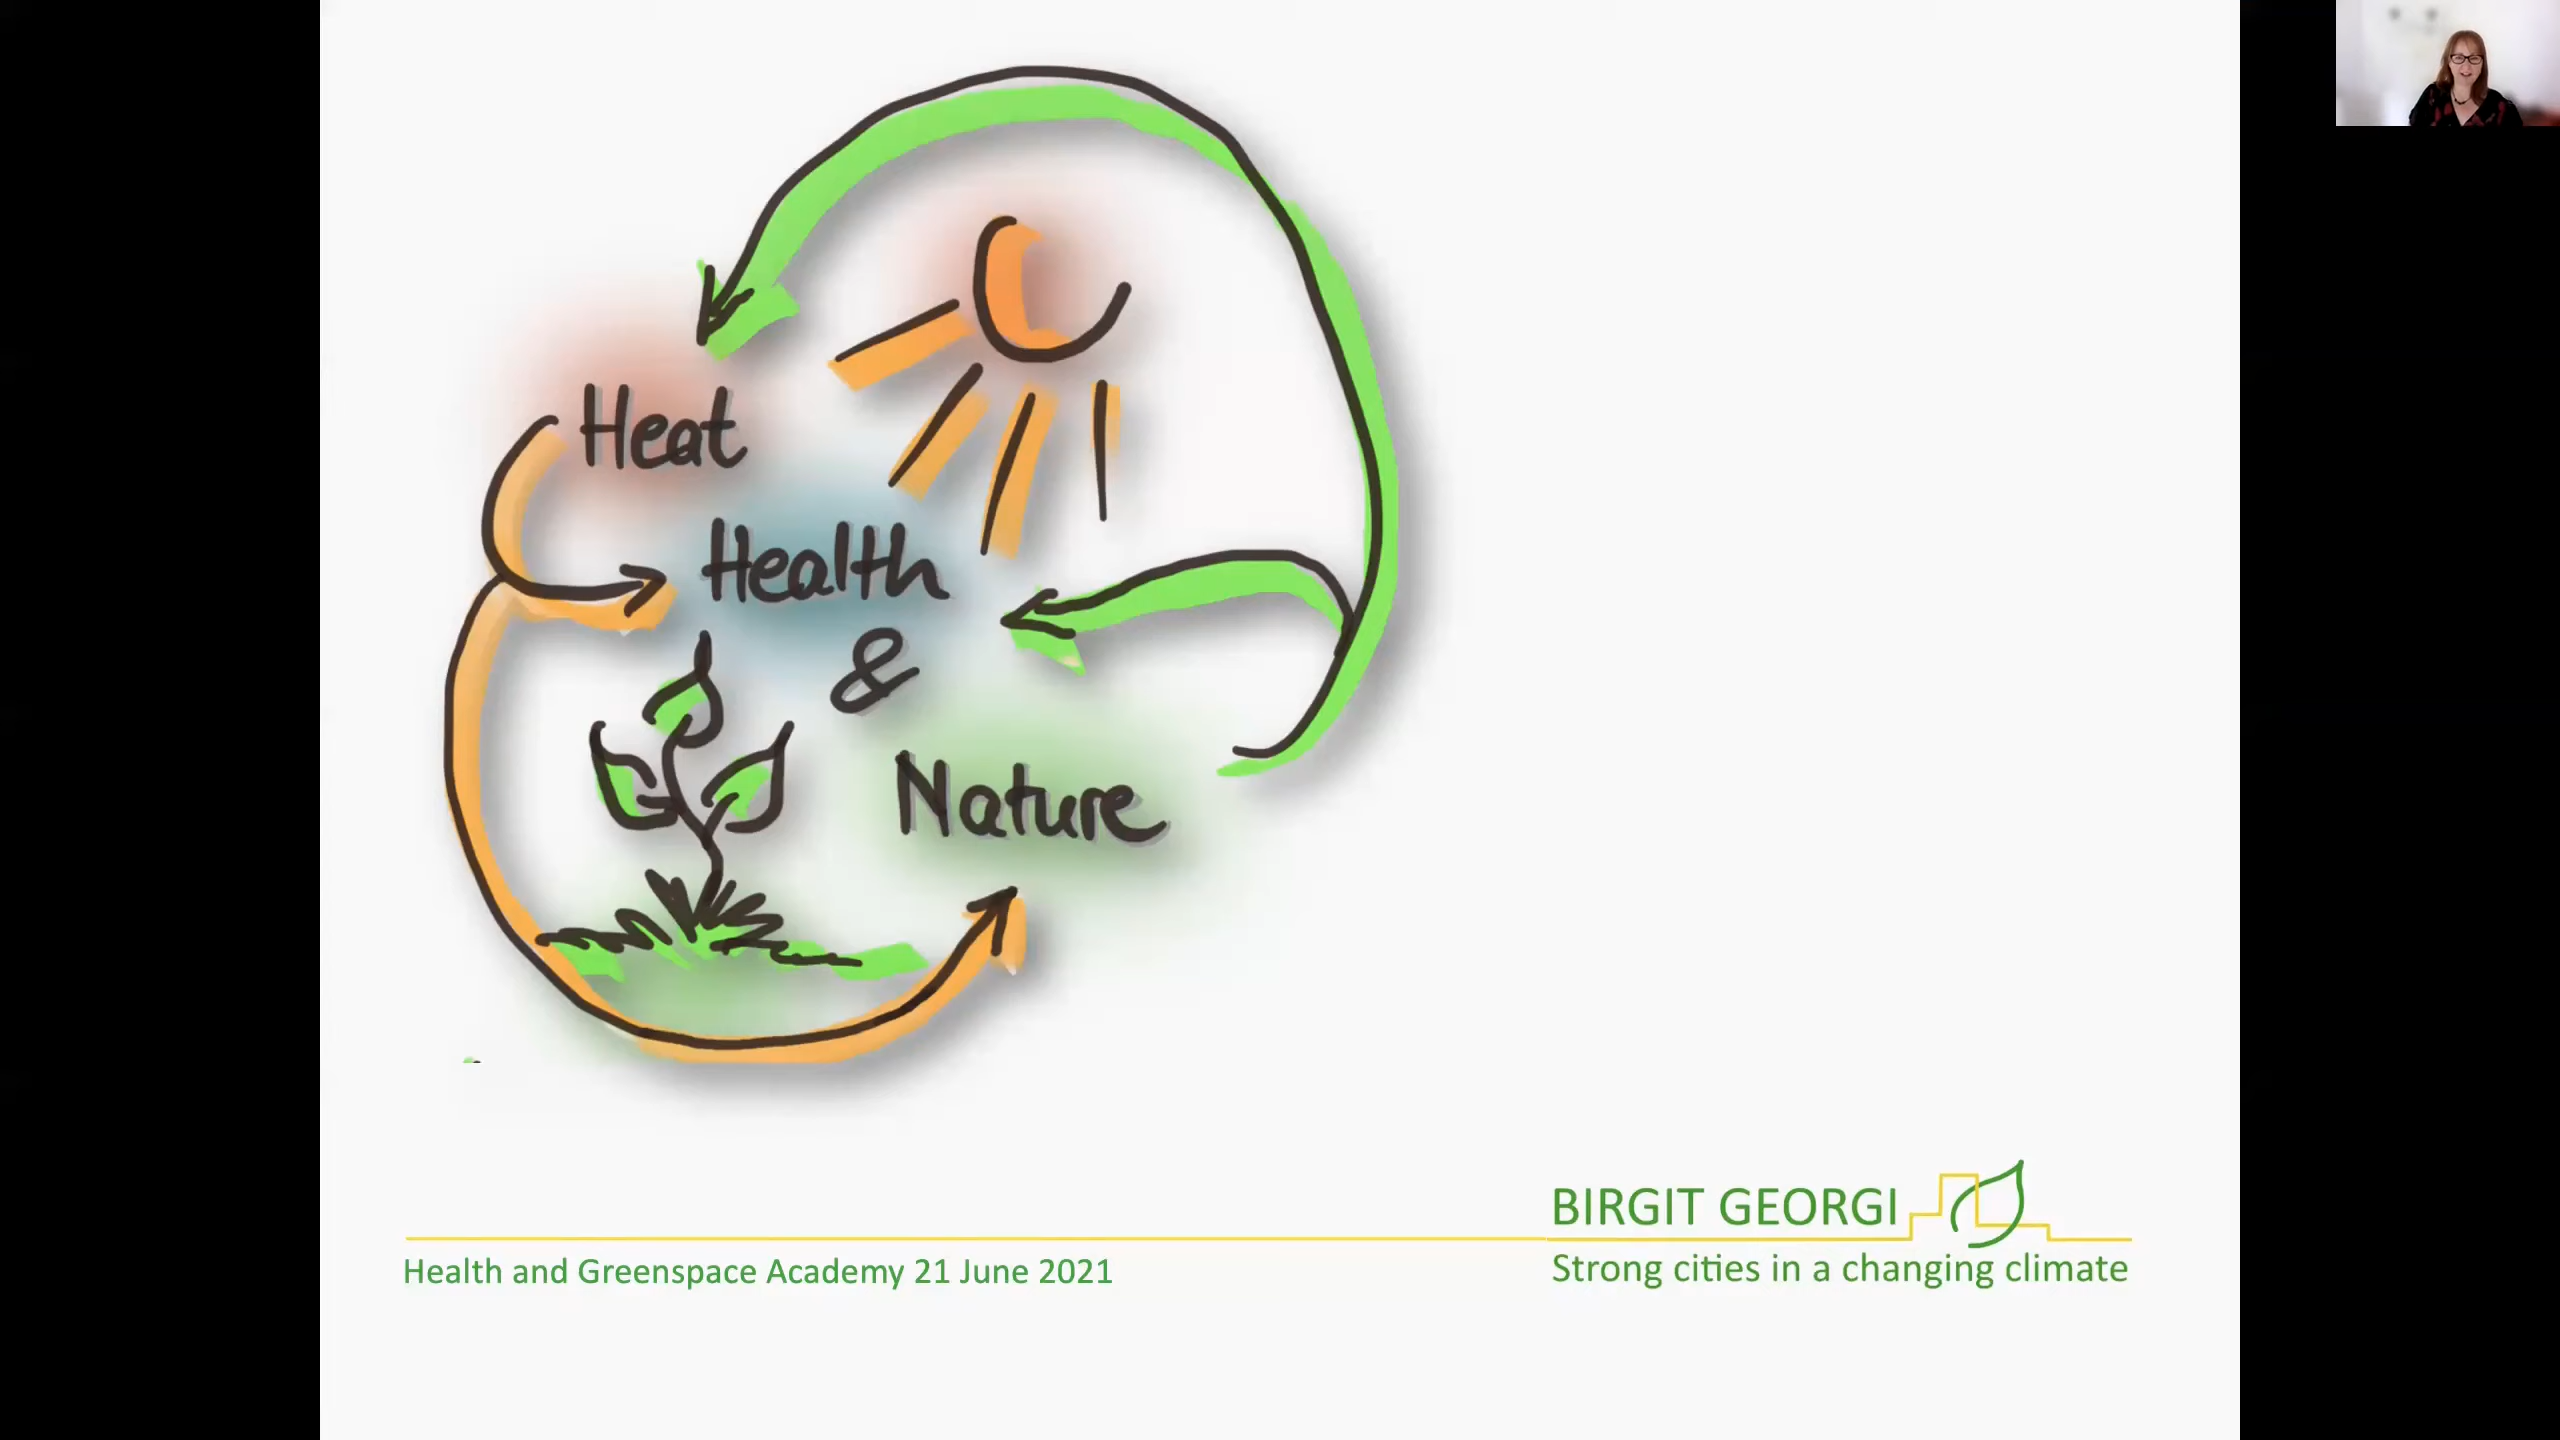 Heat
Health
&
Nature
BIRGIT GEORGI
Health and Greenspace Academy 21 June 2021
Strong cities in a changing climate